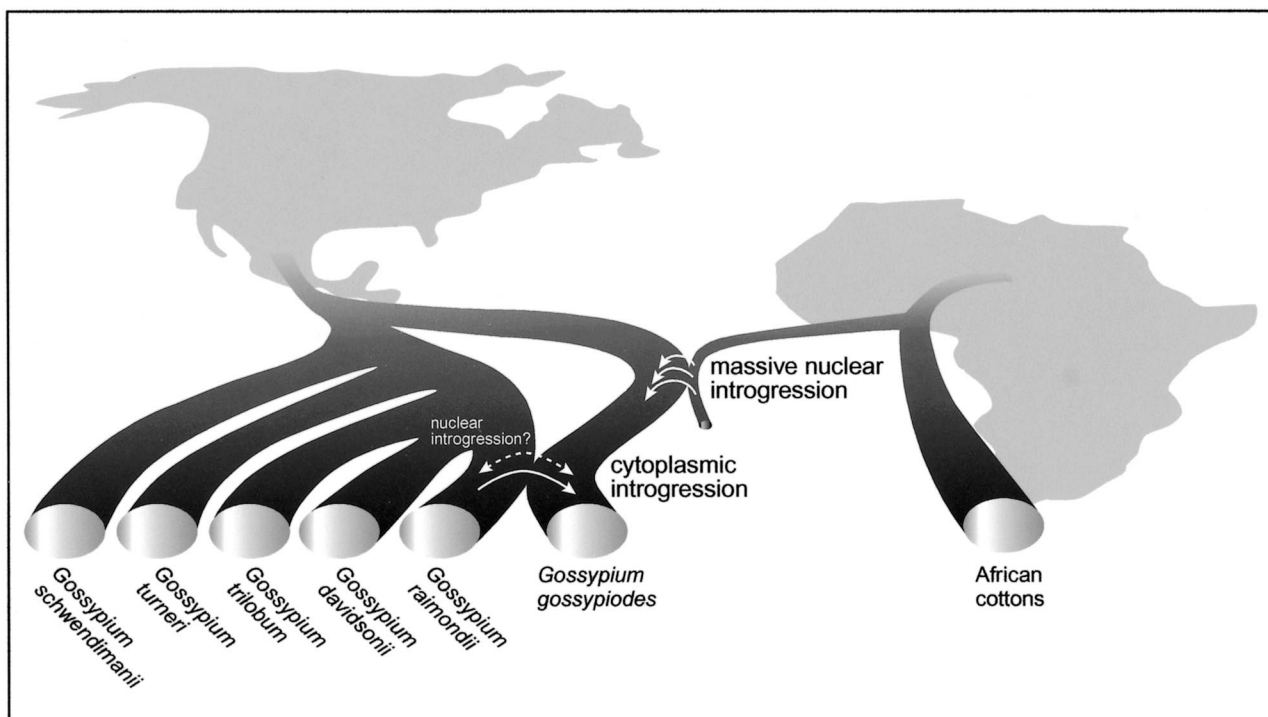 massive nuclear
introgression
nuclear
introgression?
cytoplasmic
introgression
Gossypium
schwendimanii
Gossypium
turneri
Gossypium
trilobum
Gossypium
davidsonii
Gossypium
raimondii
Gossypium
gossypiodes
African
cottons